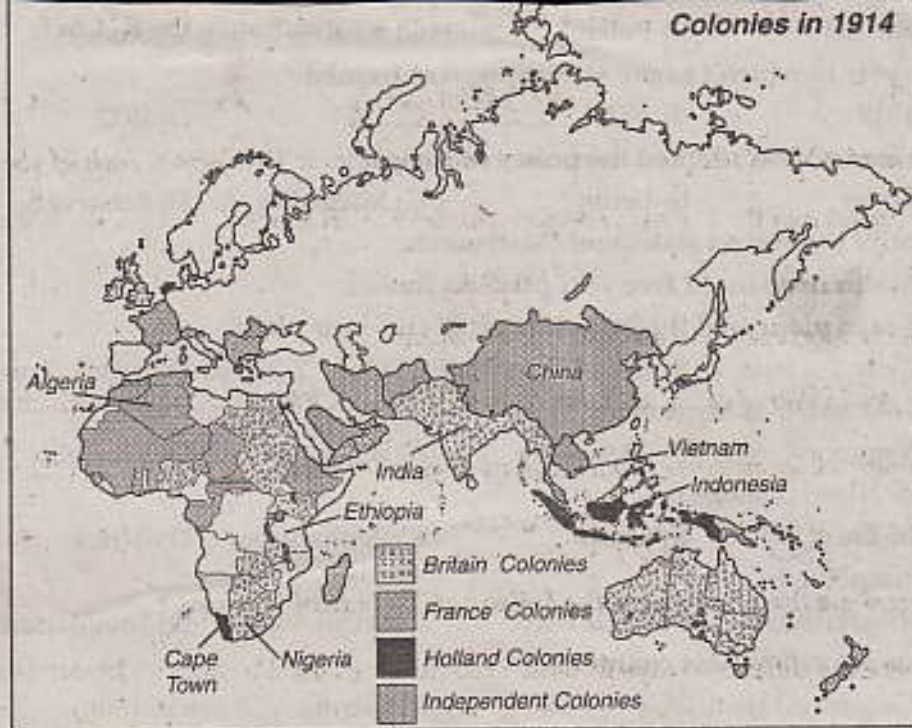 Colonies in 1914
China
Algeria
Vietnam
India
Indonesia
Ethiopia
Britain Colonies
France Colonies
Cape
Town
Nigeria
Holland Colonies
Independent Colonies